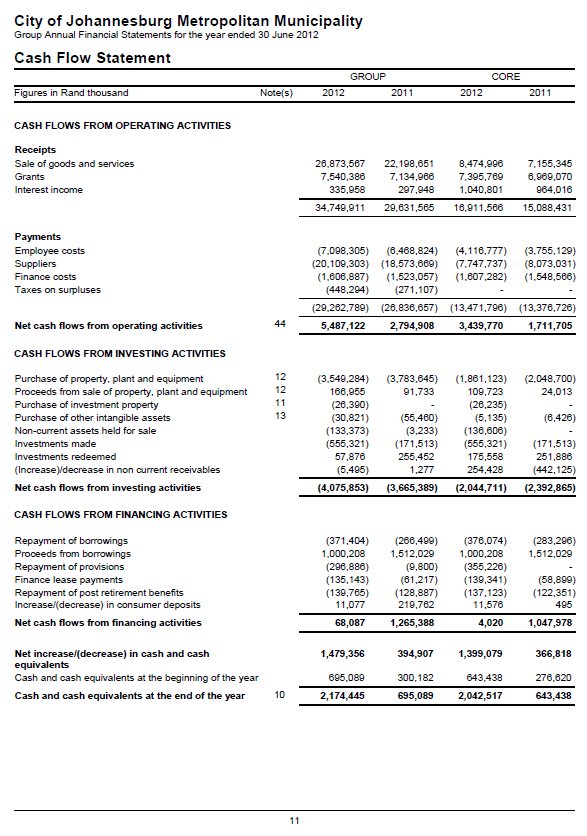 City of Johannesburg Metropolitan Municipality
Group Annual Financial Statements for the year ended 30 June 2012
Cash Flow Statement
GROUP CORE
Figures in Rand thousand Note(s) 2012 2011 2012 2011
CASH FLOWS FROM OPERATING ACTIVITIES
Receipts
Sale of goods and services 26,873,567 22,198,651 8,474,996 7,155,345
Grants 7,540,386 7,134,966 7,395,769 6,969,070
Interest income 335,958 297,948 1,040,801 964,016
34,749,911 29,631,565 16,911,566 15,088,431
Payments
Employee costs (7,098,305) (6,468,824) (4,116,777) (3,755,129)
Suppliers (20,109,303) (18,573,669) (7,747,737) (8,073,031)
Finance costs (1,606,887) (1,523,057) (1,607,282) (1,548,566)
Taxes on surpluses (448,294) (271,107) - -
(29,262,789) (26,836,657) (13,471,796) (13,376,726)
Net cash flows from operating activities 44 5,487,122 2,794,908 3,439,770 1,711,705
CASH FLOWS FROM INVESTING ACTIVITIES
Purchase of property, plant and equipment 12 (3,549,284) (3,783,645) (1,861,123) (2,048,700)
Proceeds from sale of property, plant and equipment 12 166,955 91,733 109,723 24,013
Purchase of investment property 11 (26,390) - (26,235) -
Purchase of other intangible assets 13 (30,821) (55,460) (5,135) (6,426)
Non-current assets held for sale (133,373) (3,233) (136,606) -
Investments made (555,321) (171,513) (555,321) (171,513)
Investments redeemed 57,876 255,452 175,558 251,886
(Increase)/decrease in non current receivables (5,495) 1,277 254,428 (442,125)
Net cash flows from investing activities (4,075,853) (3,665,389) (2,044,711) (2,392,865)
CASH FLOWS FROM FINANCING ACTIVITIES
Repayment of borrowings (371,404) (266,499) (376,074) (283,296)
Proceeds from borrowings 1,000,208 1,512,029 1,000,208 1,512,029
Repayment of provisions (296,886) (9,800) (355,226) -
Finance lease payments (135,143) (61,217) (139,341) (58,899)
Repayment of post retirement benefits (139,765) (128,887) (137,123) (122,351)
Increase/(decrease) in consumer deposits 11,077 219,762 11,576 495
Net cash flows from financing activities 68,087 1,265,388 4,020 1,047,978
Net increase/(decrease) in cash and cash 1,479,356 394,907 1,399,079 366,818
equivalents
Cash and cash equivalents at the beginning of the year 695,089 300,182 643,438 276,620
Cash and cash equivalents at the end of the year 10 2,174,445 695,089 2,042,517 643,438
11